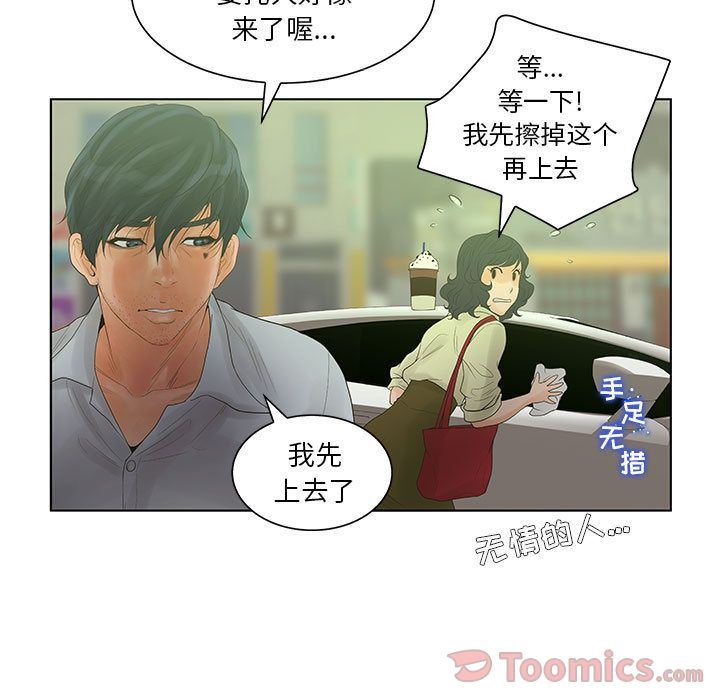 来了喔...
等...
等一下!
我先擦掉这个
再上去
手足无措
我先
上去了
无情的人...
Toomics.com